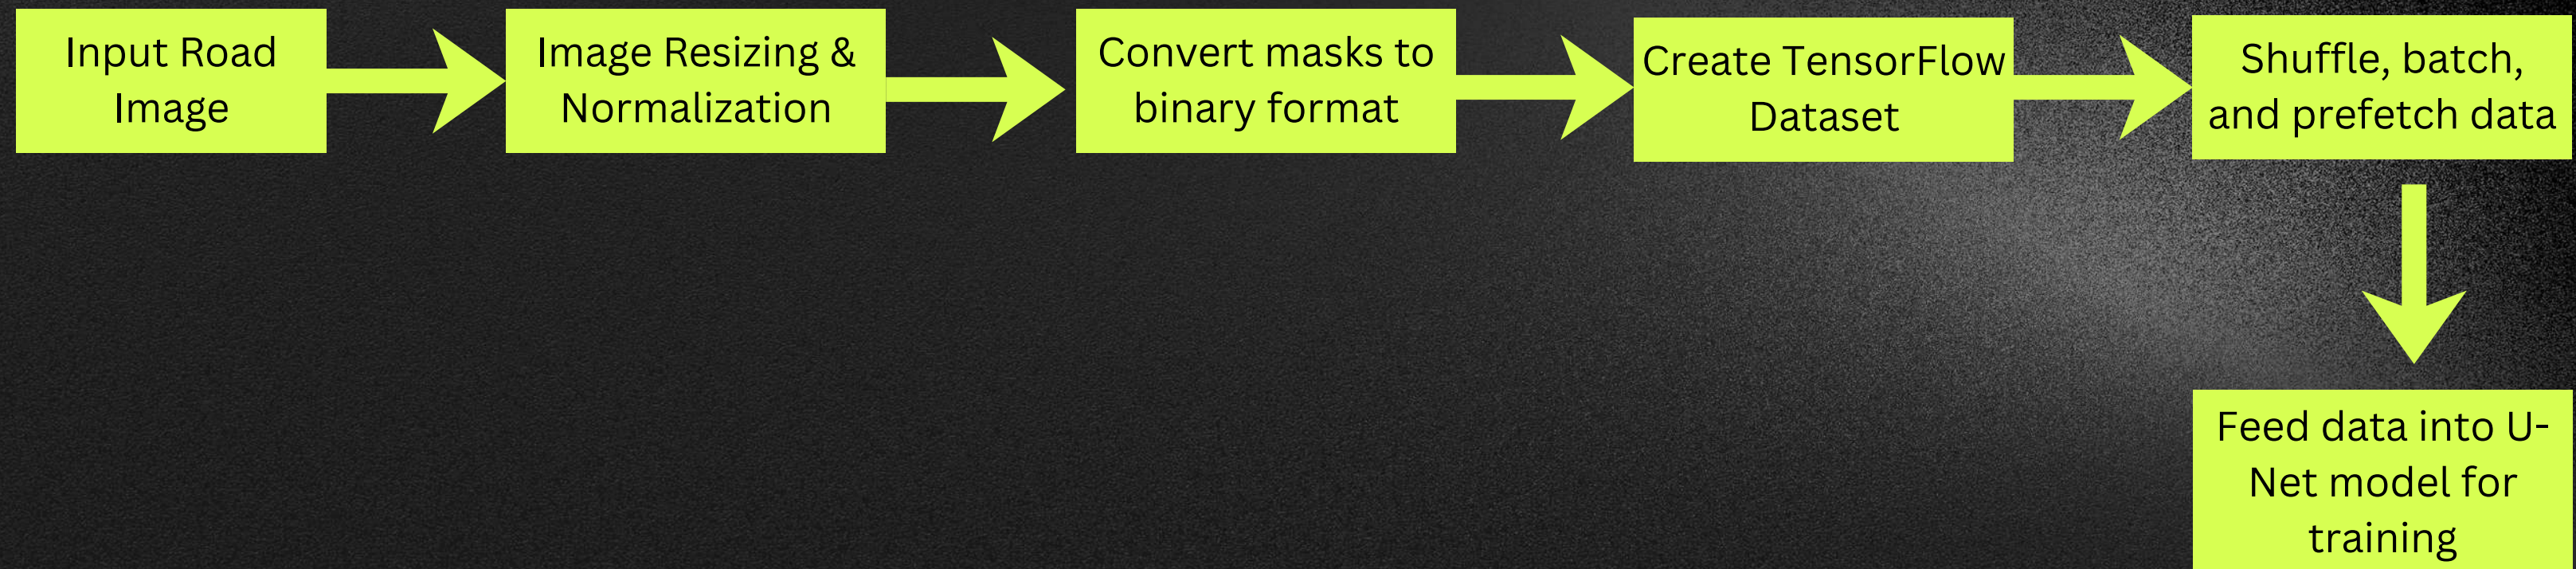 Input Road
Image
Image Resizing &
Normalization
Convert masks to
binary format
Create TensorFlow
Dataset
Shuffle, batch,
and prefetch data
Feed data into U-
Net model for
training